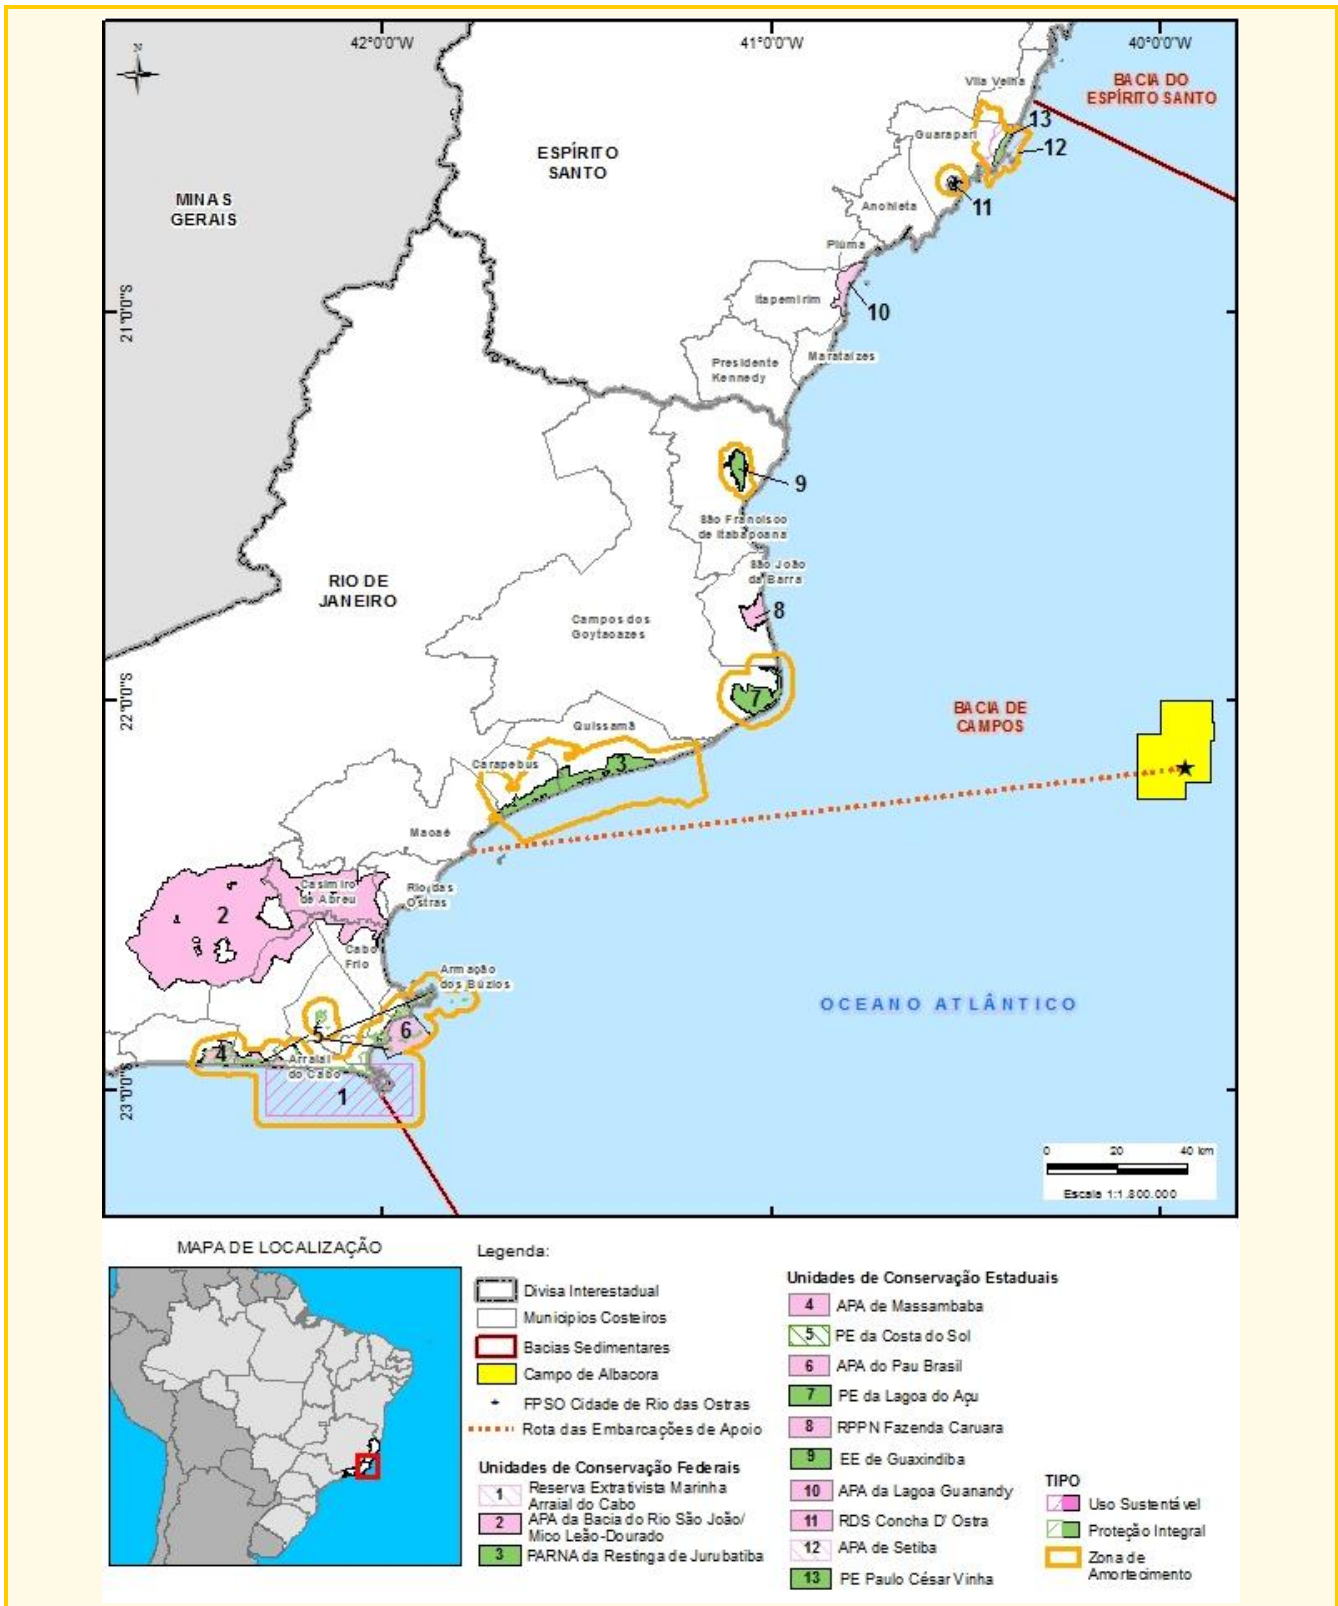 42°0'0"W
41°0'0"W
40°0'0"W
N
Vila Velha
BACIA DO
ESPÍRITO SANTO
13
Guarapari
12
ESPÍRITO
SANTO
MINAS
GERAIS
11
Anchieta
Piúma
21°0'0"S
Itapemirim
10
Marataízes
Presidente
Kennedy
9
São Francisco
de Itabapoana
São João
da Barra
RIO DE
JANEIRO
8
Campos dos
Goytacazes
22°0'0"S
7
BACIA DE
CAMPOS
Quissamã
Carapebus
3
Macaé
Casimiro
de Abreu
Rio das
Ostras
2
Cabo
Frio
Armação
dos Búzios
OCEANO ATLÂNTICO
5
6
4
Arraial
do Cabo
23°0'0"S
1
0 20 40 km
Escala 1:1.800.000
MAPA DE LOCALIZAÇÃO
Legenda:
Divisa Interestadual
Municípios Costeiros
Bacias Sedimentares
Campo de Albacora
FPSO Cidade de Rio das Ostras
Rota das Embarcações de Apoio
Unidades de Conservação Federais
1 Reserva Extrativista Marinha
Arraial do Cabo
2 APA da Bacia do Rio São João/
Mico Leão-Dourado
3 PARNA da Restinga de Jurubatiba
Unidades de Conservação Estaduais
4 APA de Massambaba
5 PE da Costa do Sol
6 APA do Pau Brasil
7 PE da Lagoa do Açu
8 RPPN Fazenda Caruara
9 EE de Guaxindiba
10 APA da Lagoa Guanandy
11 RDS Concha D' Ostra
12 APA de Setiba
13 PE Paulo César Vinha
TIPO
Uso Sustentável
Proteção Integral
Zona de
Amortecimento